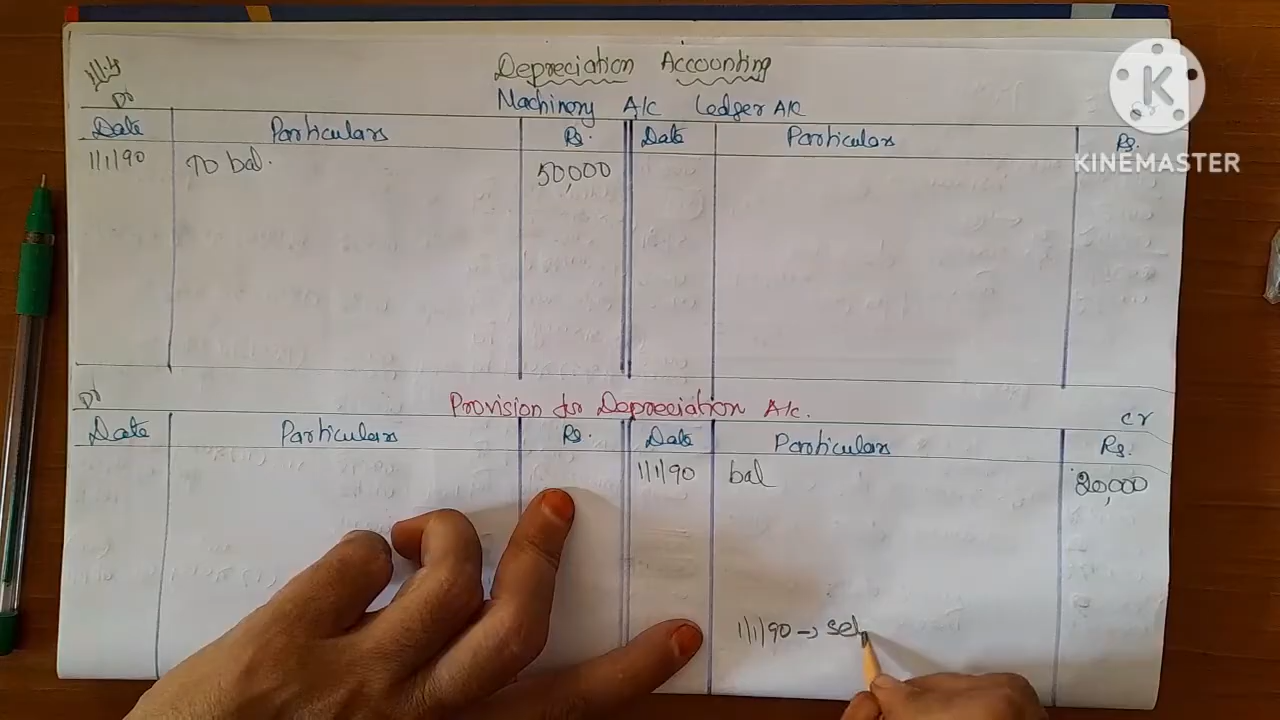 Depreciation Accounting
Machinery A/c Ledger A/c
Dr
Date Particulars Rs. Date Particulars Rs.
1/1/90 To bal. 50,000
K
KINEMASTER
Dr Provision for Depreciation A/c. Cr
Date Particulars Rs. Date Particulars Rs.
1/1/90 bal 20,000
1/1/90 →